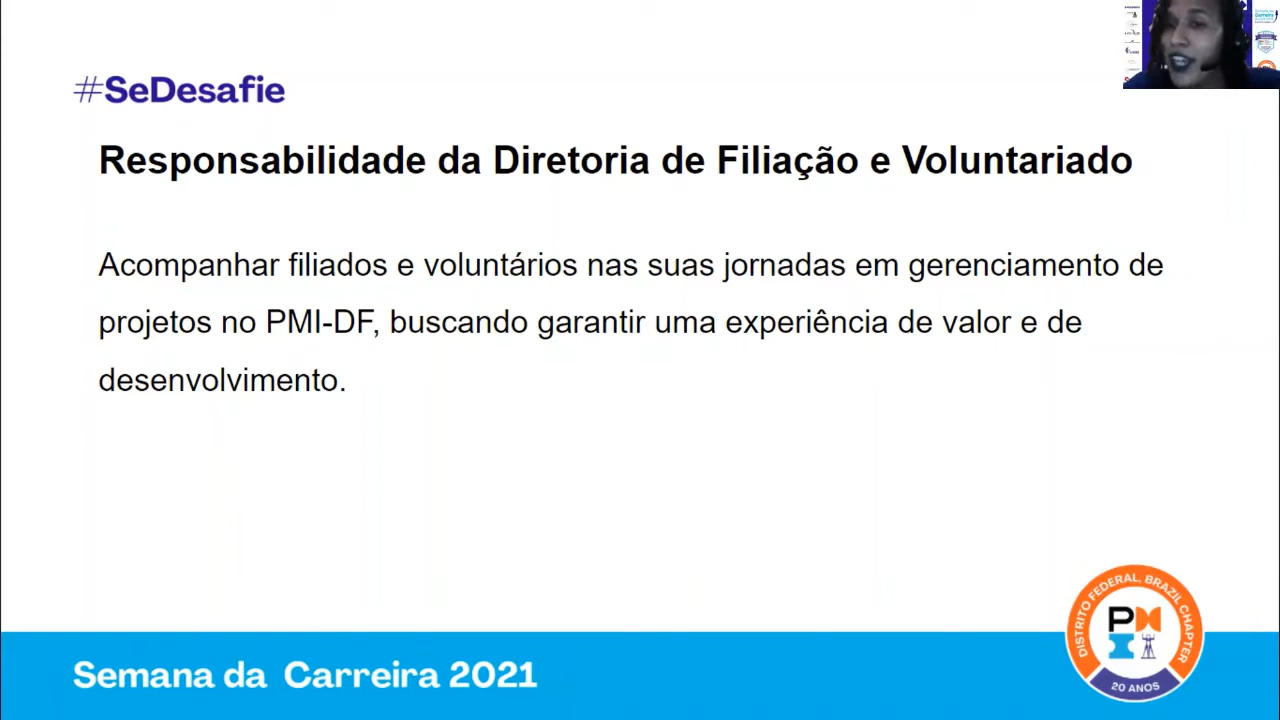 #SeDesafie
Responsabilidade da Diretoria de Filiação e Voluntariado
Acompanhar filiados e voluntários nas suas jornadas em gerenciamento de
projetos no PMI-DF, buscando garantir uma experiência de valor e de
desenvolvimento.
DISTRITO FEDERAL, BRAZIL CHAPTER
PMI
20 ANOS
Semana da Carreira 2021